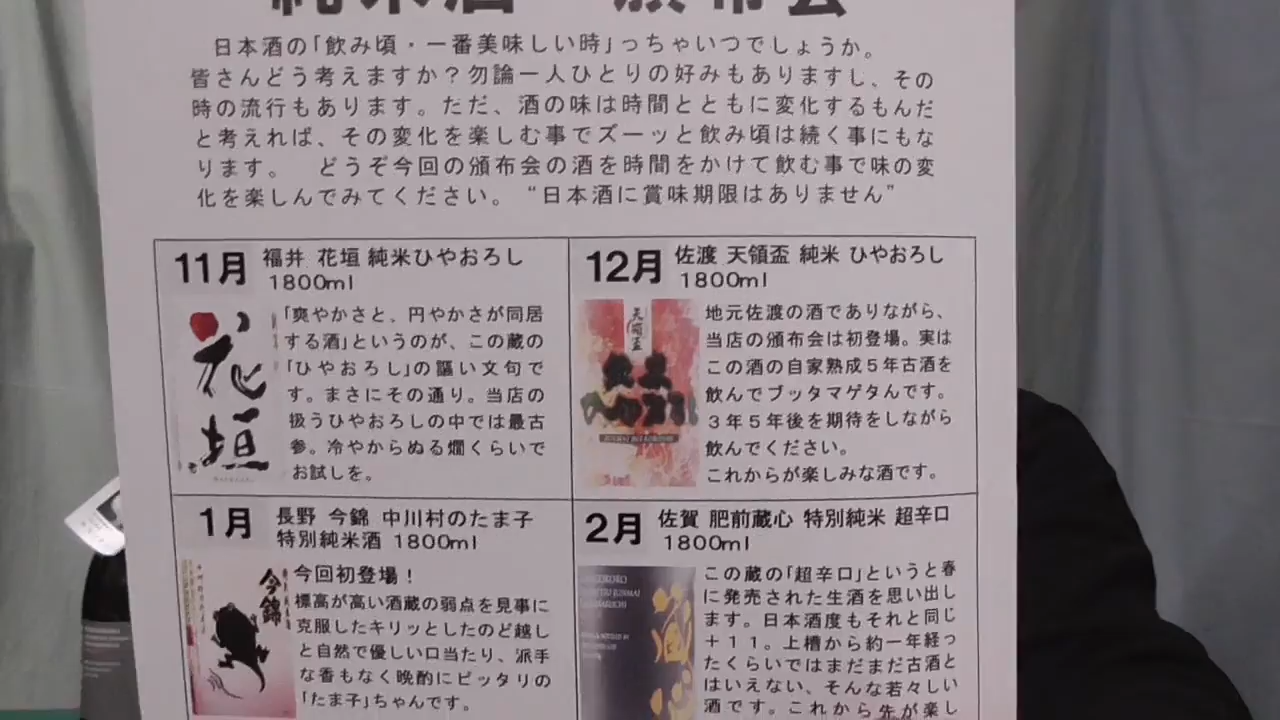 純米酒 頒布会
日本酒の「飲み頃・一番美味しい時」っちゃいつでしょうか。
皆さんどう考えますか？勿論一人ひとりの好みもありますし、その
時の流行もあります。ただ、酒の味は時間とともに変化するもんだ
と考えれば、その変化を楽しむ事でズーッと飲み頃は続く事にもな
ります。　どうぞ今回の頒布会の酒を時間をかけて飲む事で味の変
化を楽しんでみてください。“日本酒に賞味期限はありません”
11月 福井 花垣 純米ひやおろし
1800ml
花垣
「爽やかさと、円やかさが同居
する酒」というのが、この蔵の
「ひやおろし」の謳い文句で
す。まさにその通り。当店の
扱うひやおろしの中では最古
参。冷やからぬる燗くらいで
お試しを。
12月 佐渡 天領盃 純米 ひやおろし
1800ml
天領盃
地元佐渡の酒でありながら、
当店の頒布会は初登場。実は
この酒の自家熟成５年古酒を
飲んでブッタマゲタんです。
３年５年後を期待をしながら
飲んでください。
これからが楽しみな酒です。
1月 長野 今錦 中川村のたま子
特別純米酒 1800ml
今錦
今回初登場！
標高が高い酒蔵の弱点を見事に
克服したキリッとしたのど越し
と自然で優しい口当たり、派手
な香もなく晩酌にピッタリの
「たま子」ちゃんです。
2月 佐賀 肥前蔵心 特別純米 超辛口
1800ml
この蔵の「超辛口」というと春
に発売された生酒を思い出し
ます。日本酒度もそれと同じ
＋１１。上槽から約一年経っ
たくらいではまだまだ古酒と
はいえない、そんな若々しい
酒です。これから先が楽し